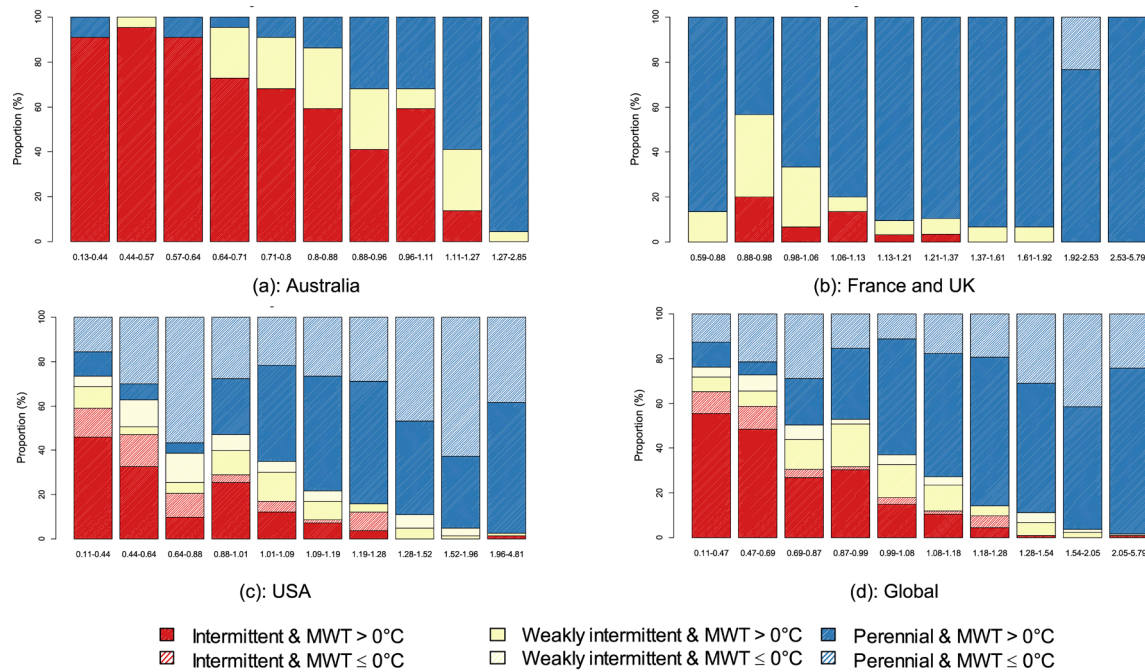 Proportion (%)
100
80
60
40
20
0
0.13-0.44 0.44-0.57 0.57-0.64 0.64-0.71 0.71-0.8 0.8-0.88 0.88-0.96 0.96-1.11 1.11-1.27 1.27-2.85
(a): Australia
Proportion (%)
100
80
60
40
20
0
0.59-0.88 0.88-0.98 0.98-1.06 1.06-1.13 1.13-1.21 1.21-1.37 1.37-1.61 1.61-1.92 1.92-2.53 2.53-5.79
(b): France and UK
Proportion (%)
100
80
60
40
20
0
0.11-0.44 0.44-0.64 0.64-0.88 0.88-1.01 1.01-1.09 1.09-1.19 1.19-1.28 1.28-1.52 1.52-1.96 1.96-4.81
(c): USA
Proportion (%)
100
80
60
40
20
0
0.11-0.47 0.47-0.69 0.69-0.87 0.87-0.99 0.99-1.08 1.08-1.18 1.18-1.28 1.28-1.54 1.54-2.05 2.05-5.79
(d): Global
Intermittent & MWT > 0°C
Intermittent & MWT ≤ 0°C
Weakly intermittent & MWT > 0°C
Weakly intermittent & MWT ≤ 0°C
Perennial & MWT > 0°C
Perennial & MWT ≤ 0°C